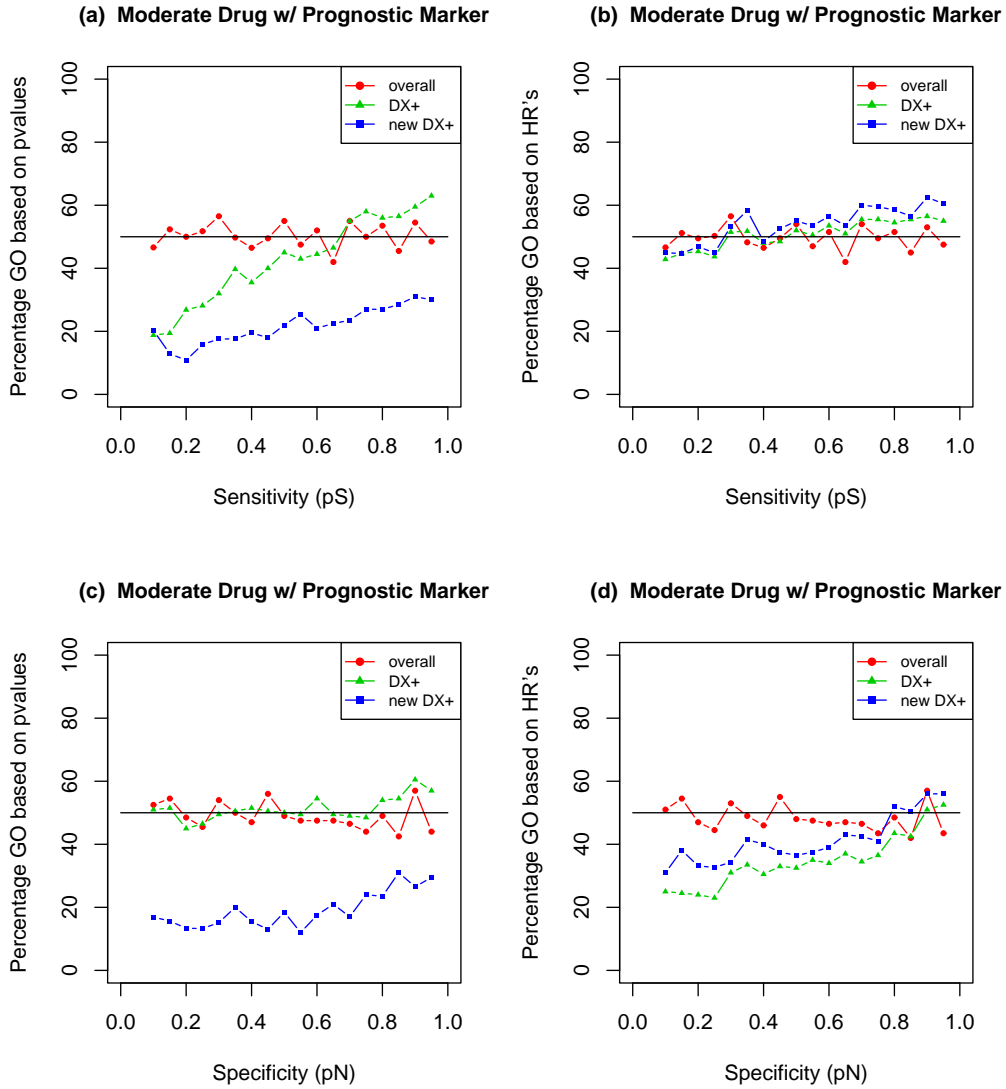 (a) Moderate Drug w/ Prognostic Marker
Percentage GO based on pvalues
100
80
60
40
20
0
overall
DX+
new DX+
0.0 0.2 0.4 0.6 0.8 1.0
Sensitivity (pS)
(b) Moderate Drug w/ Prognostic Marker
Percentage GO based on HR's
100
80
60
40
20
0
overall
DX+
new DX+
0.0 0.2 0.4 0.6 0.8 1.0
Sensitivity (pS)
(c) Moderate Drug w/ Prognostic Marker
Percentage GO based on pvalues
100
80
60
40
20
0
overall
DX+
new DX+
0.0 0.2 0.4 0.6 0.8 1.0
Specificity (pN)
(d) Moderate Drug w/ Prognostic Marker
Percentage GO based on HR's
100
80
60
40
20
0
overall
DX+
new DX+
0.0 0.2 0.4 0.6 0.8 1.0
Specificity (pN)